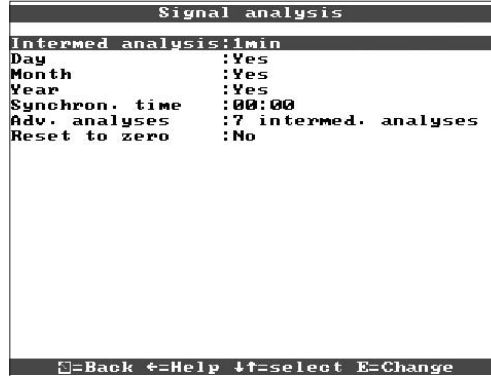 Signal analysis
Intermed analysis:1min
Day :Yes
Month :Yes
Year :Yes
Synchron. time :00:00
Adv. analyses :7 intermed. analyses
Reset to zero :No
=Back ←=Help ↓↑=select E=Change